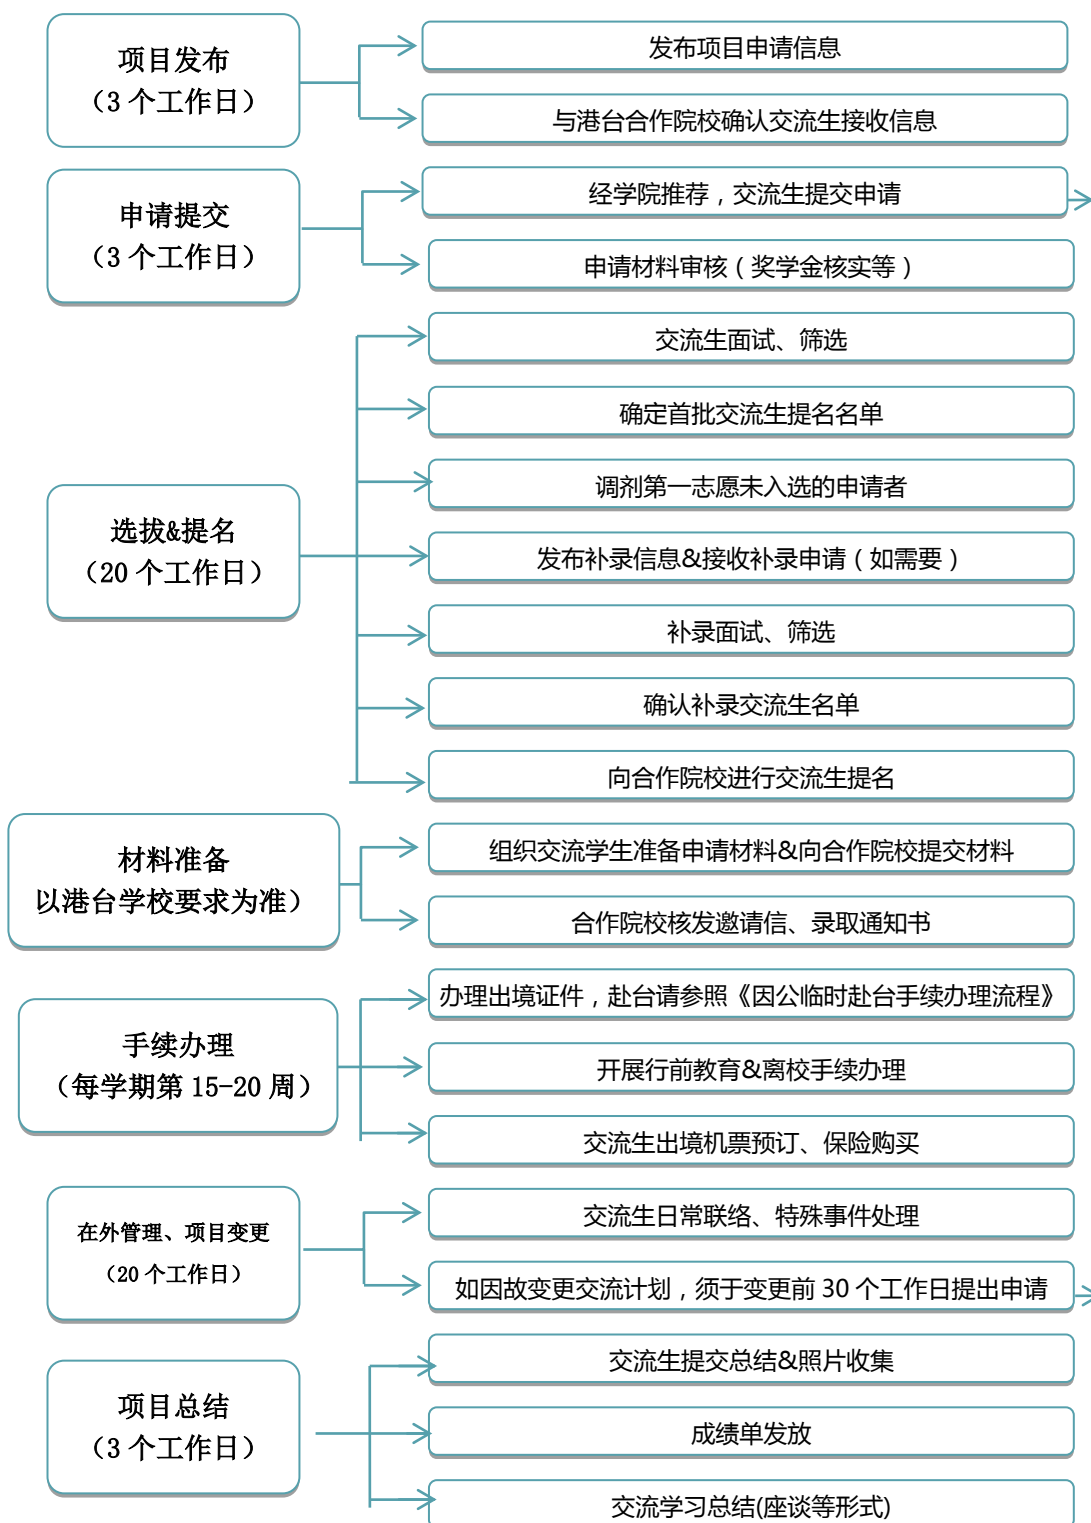 项目发布
（3 个工作日）
发布项目申请信息
与港台合作院校确认交流生接收信息
申请提交
（3 个工作日）
经学院推荐，交流生提交申请
申请材料审核（奖学金核实等）
选拔&提名
（20 个工作日）
交流生面试、筛选
确定首批交流生提名名单
调剂第一志愿未入选的申请者
发布补录信息&接收补录申请（如需要）
补录面试、筛选
确认补录交流生名单
向合作院校进行交流生提名
材料准备
以港台学校要求为准）
组织交流学生准备申请材料&向合作院校提交材料
合作院校核发邀请信、录取通知书
手续办理
（每学期第 15-20 周）
办理出境证件，赴台请参照《因公临时赴台手续办理流程》
开展行前教育&离校手续办理
交流生出境机票预订、保险购买
在外管理、项目变更
（20 个工作日）
交流生日常联络、特殊事件处理
如因故变更交流计划，须于变更前 30 个工作日提出申请
项目总结
（3 个工作日）
交流生提交总结&照片收集
成绩单发放
交流学习总结(座谈等形式)